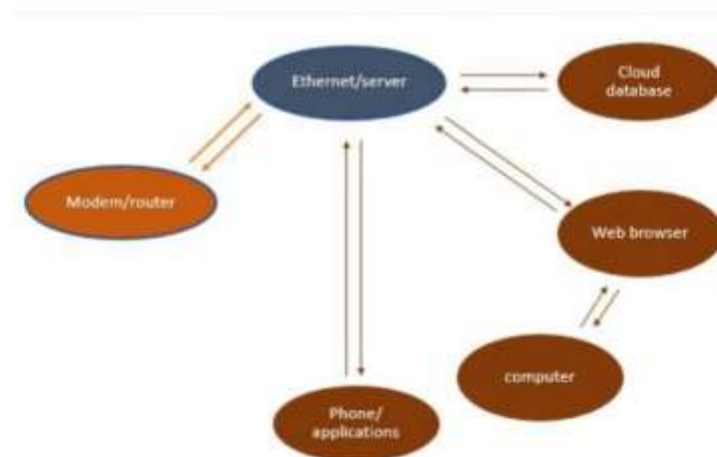 Ethernet/server
Cloud
database
Modem/router
Web browser
computer
Phone/
applications